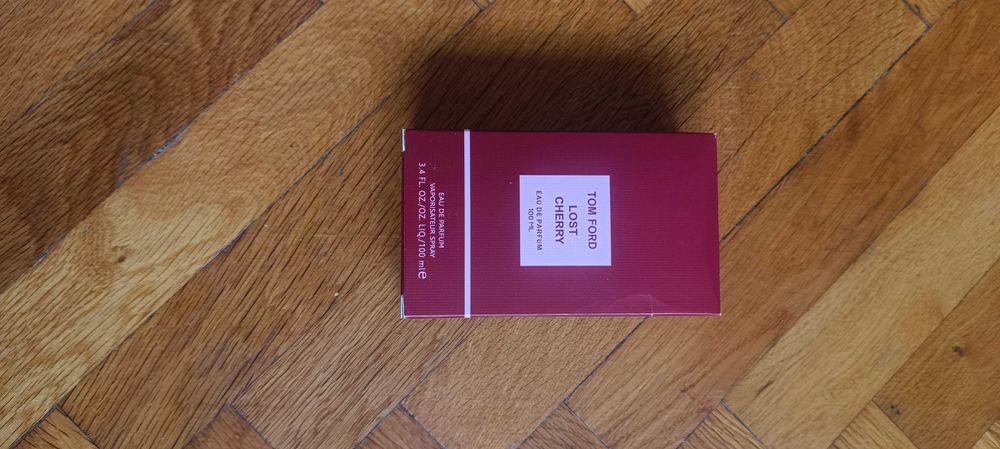 TOM FORD
LOST
CHERRY
EAU DE PARFUM
100 ML
EAU DE PARFUM
VAPORISATEUR SPRAY
3.4 FL. OZ./OZ. LIQ/100 ml℮